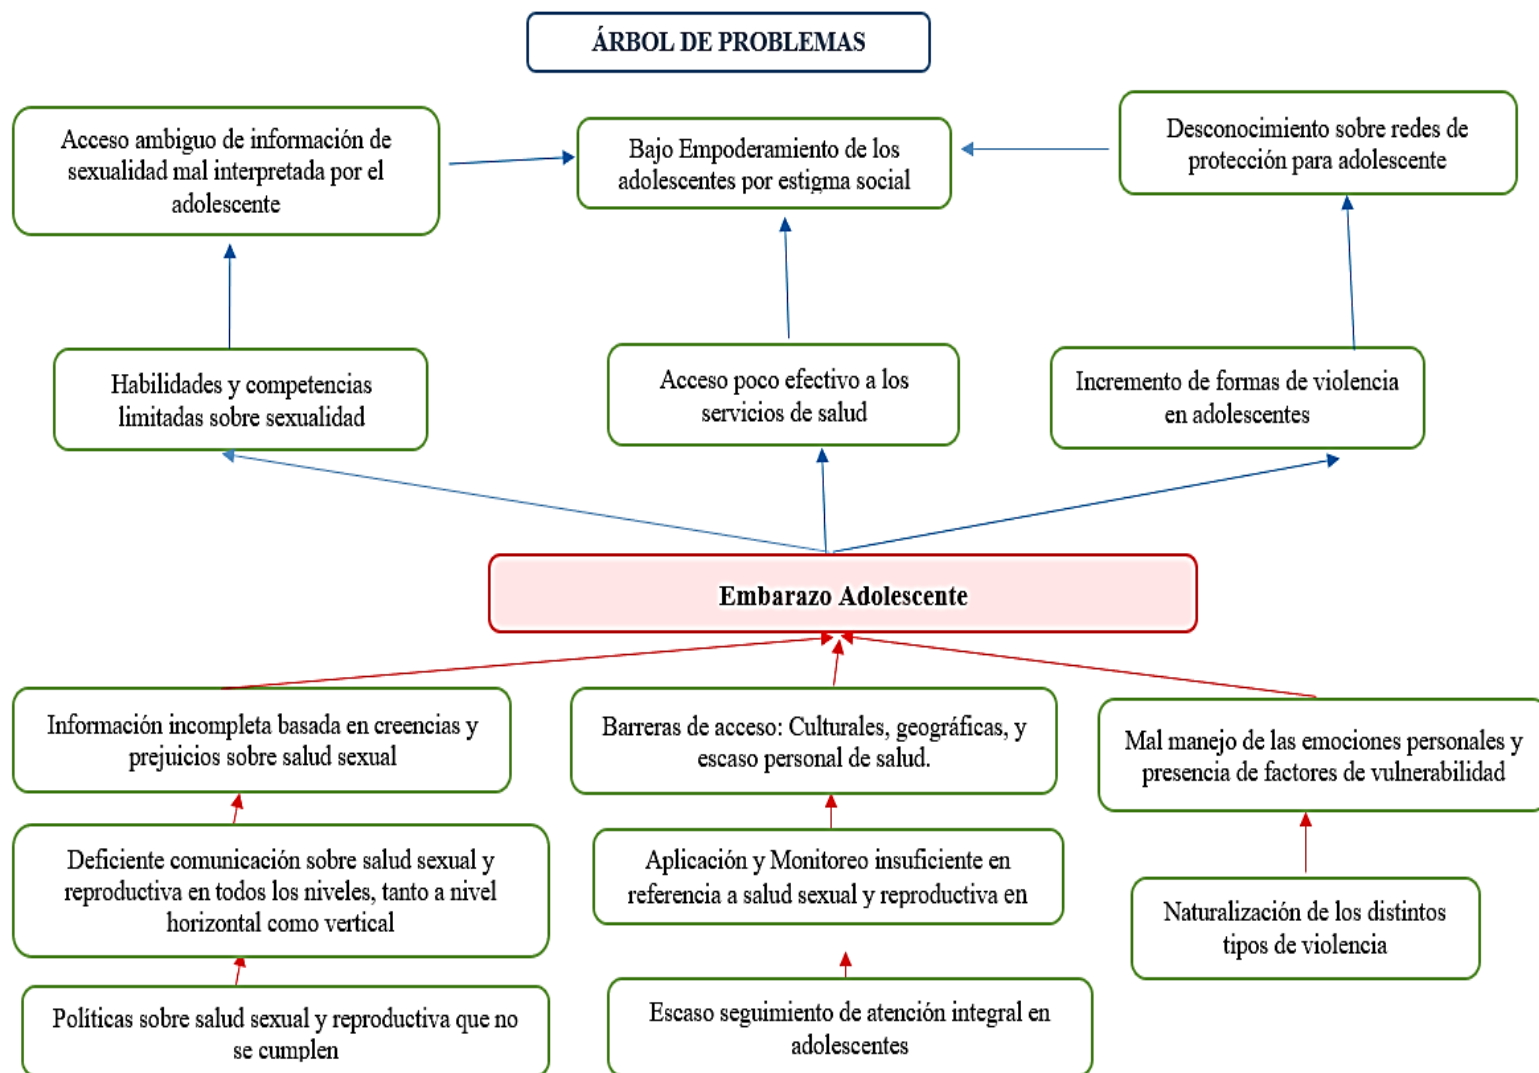 ÁRBOL DE PROBLEMAS
Acceso ambiguo de información de
sexualidad mal interpretada por el
adolescente
Bajo Empoderamiento de los
adolescentes por estigma social
Desconocimiento sobre redes de
protección para adolescente
Habilidades y competencias
limitadas sobre sexualidad
Acceso poco efectivo a los
servicios de salud
Incremento de formas de violencia
en adolescentes
Embarazo Adolescente
Información incompleta basada en creencias y
prejuicios sobre salud sexual
Barreras de acceso: Culturales, geográficas, y
escaso personal de salud.
Mal manejo de las emociones personales y
presencia de factores de vulnerabilidad
Deficiente comunicación sobre salud sexual y
reproductiva en todos los niveles, tanto a nivel
horizontal como vertical
Aplicación y Monitoreo insuficiente en
referencia a salud sexual y reproductiva en
Naturalización de los distintos
tipos de violencia
Políticas sobre salud sexual y reproductiva que no
se cumplen
Escaso seguimiento de atención integral en
adolescentes